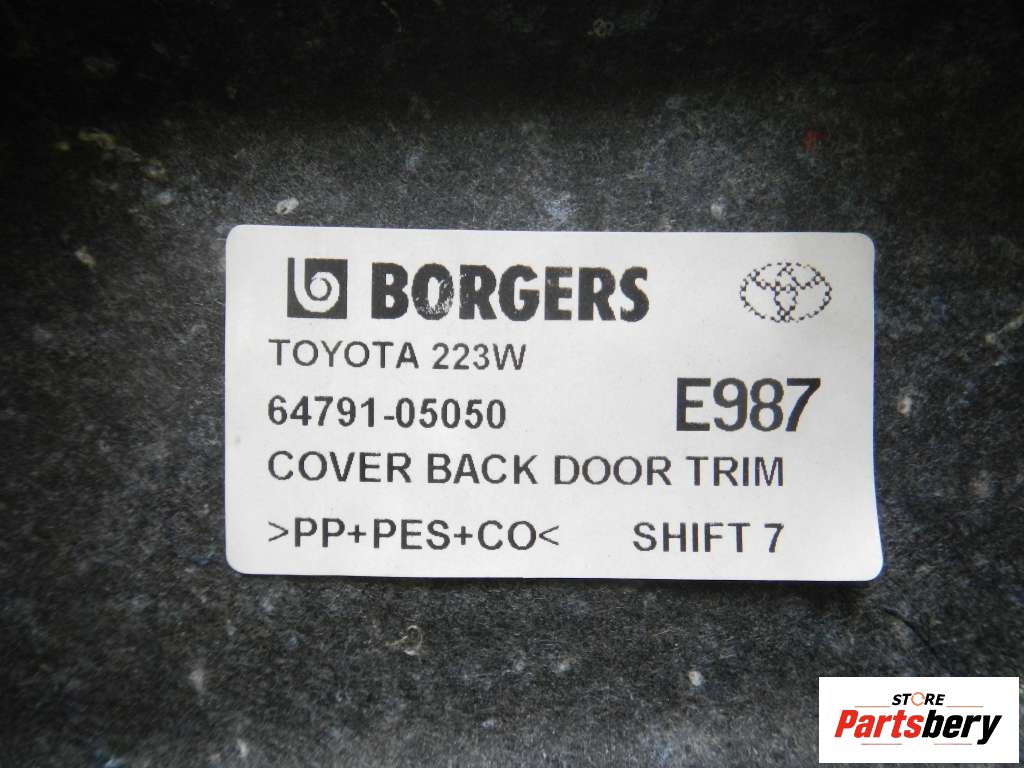 BORGERS
TOYOTA 223W
64791-05050 E987
COVER BACK DOOR TRIM
>PP+PES+CO< SHIFT 7
STORE
Partsbery